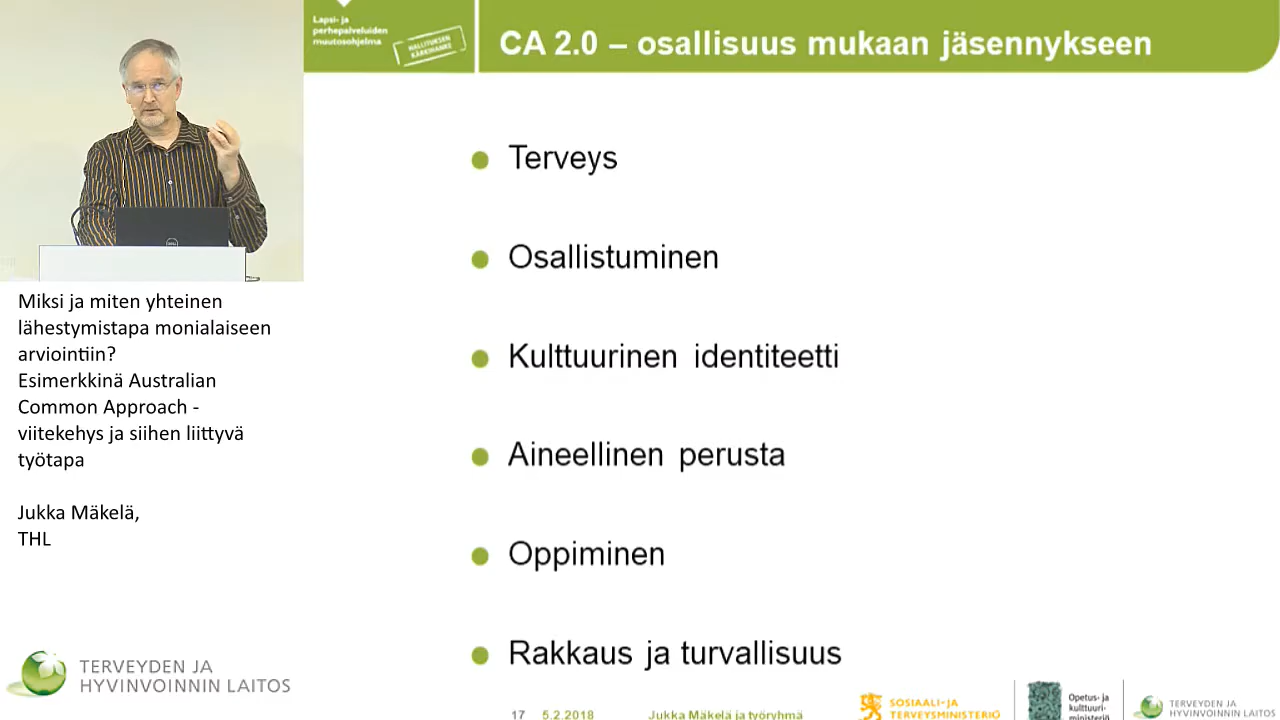 Lapsi- ja
perhepalveluiden
muutosohjelma
HALLITUKSEN
KÄRKIHANKE
CA 2.0 – osallisuus mukaan jäsennykseen
Terveys
Osallistuminen
Kulttuurinen identiteetti
Aineellinen perusta
Oppiminen
Rakkaus ja turvallisuus
Miksi ja miten yhteinen
lähestymistapa monialaiseen
arviointiin?
Esimerkkinä Australian
Common Approach -
viitekehys ja siihen liittyvä
työtapa
Jukka Mäkelä,
THL
TERVEYDEN JA
HYVINVOINNIN LAITOS
17 5.2.2018 Jukka Mäkelä ja työryhmä
SOSIAALI- JA
TERVEYSMINISTERIÖ
Opetus- ja
kulttuuri-
ministeriö
TERVEYDEN JA
HYVINVOINNIN LAITOS